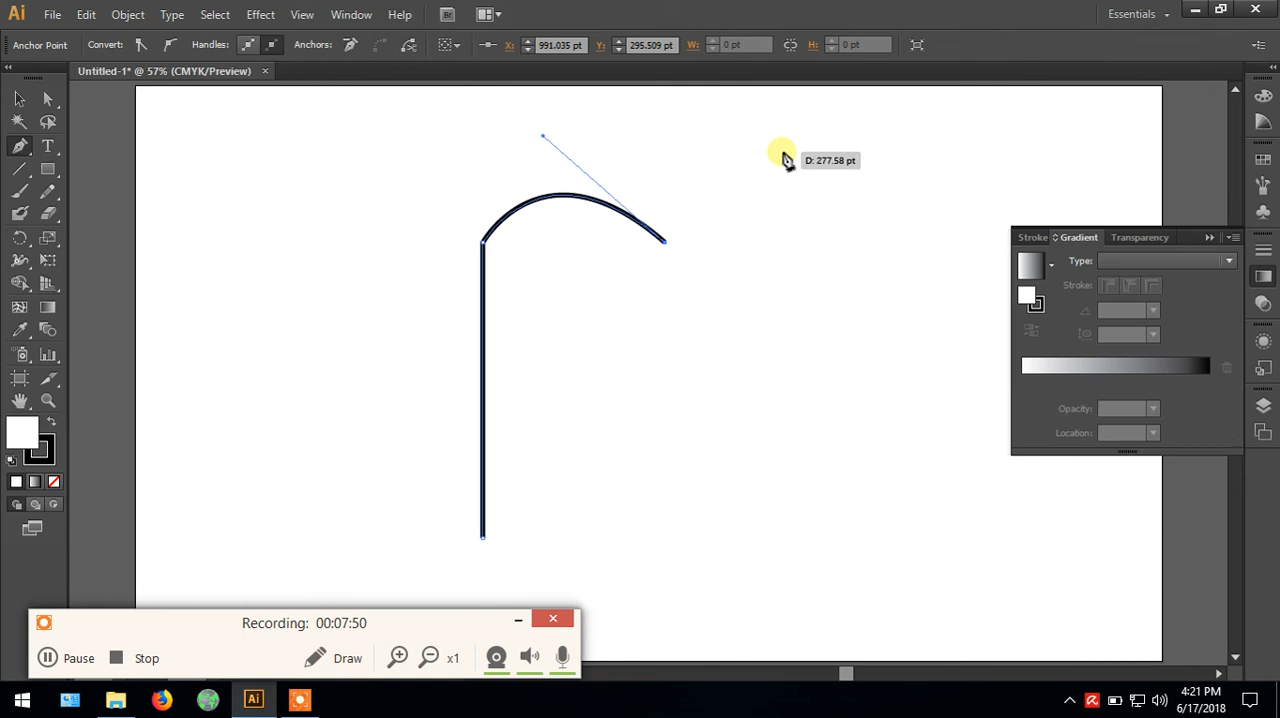 Ai File Edit Object Type Select Effect View Window Help Br Essentials
Anchor Point Convert: Handles: Anchors: X: 991.035 pt Y: 295.509 pt W: 0 pt H: 0 pt
Untitled-1* @ 57% (CMYK/Preview) ×
D: 277.58 pt
Stroke Gradient Transparency
Type:
Stroke:
Opacity:
Location:
Recording: 00:07:50
Pause Stop Draw x1
Ai
4:21 PM
6/17/2018